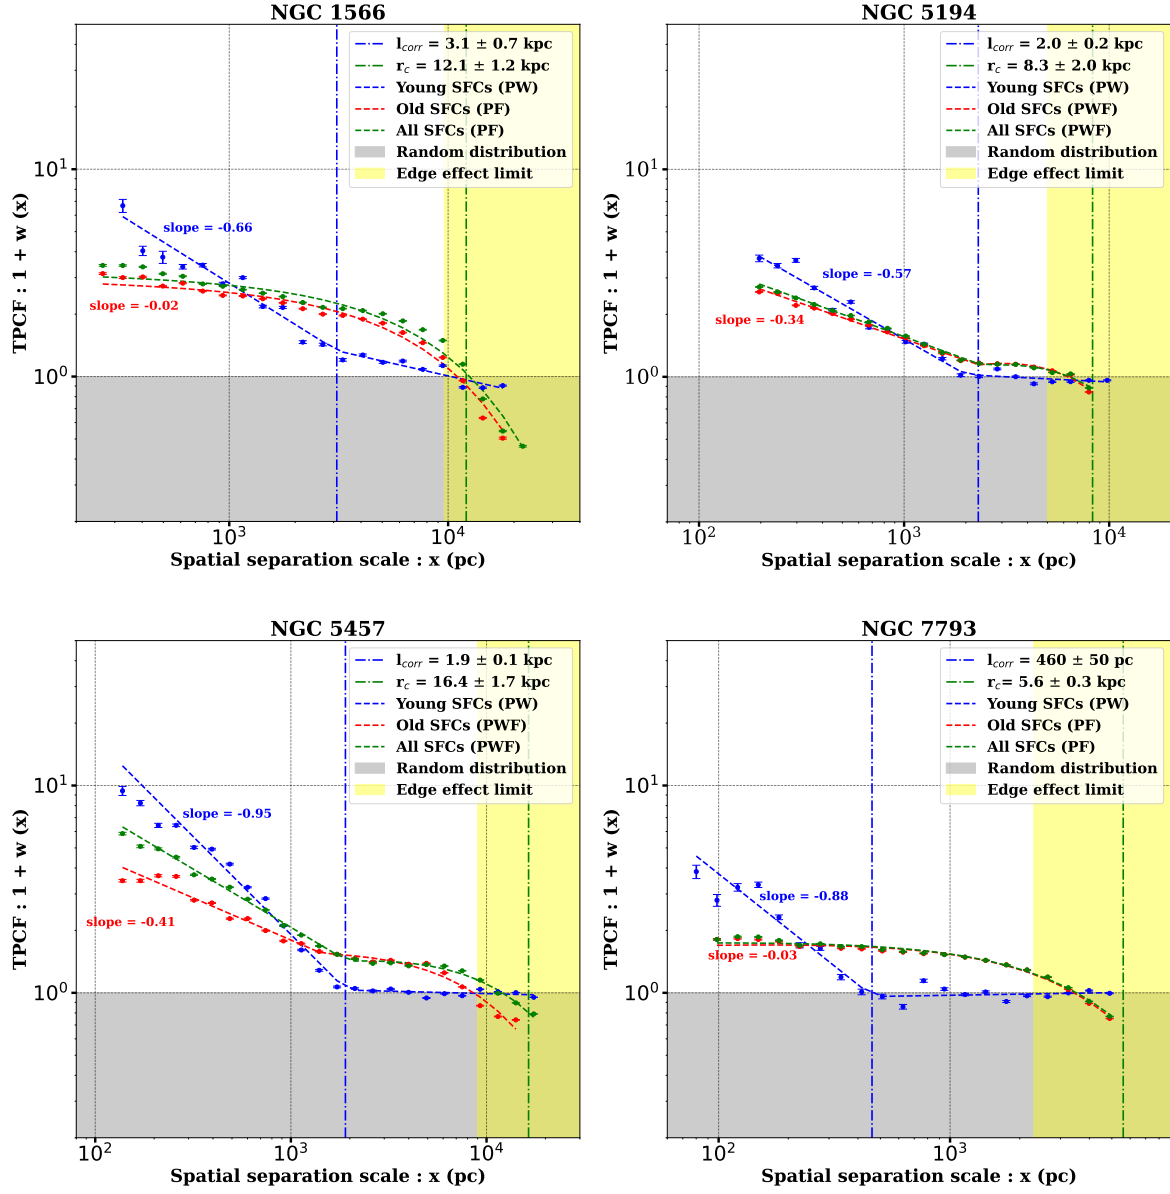 NGC 1566
l_corr = 3.1 ± 0.7 kpc
r_c = 12.1 ± 1.2 kpc
Young SFCs (PW)
Old SFCs (PF)
All SFCs (PF)
Random distribution
Edge effect limit
slope = -0.66
slope = -0.02
10^1
10^0
TPCF : 1 + w (x)
10^3
10^4
Spatial separation scale : x (pc)
NGC 5194
l_corr = 2.0 ± 0.2 kpc
r_c = 8.3 ± 2.0 kpc
Young SFCs (PW)
Old SFCs (PWF)
All SFCs (PWF)
Random distribution
Edge effect limit
slope = -0.57
slope = -0.34
10^1
10^0
TPCF : 1 + w (x)
10^2
10^3
10^4
Spatial separation scale : x (pc)
NGC 5457
l_corr = 1.9 ± 0.1 kpc
r_c = 16.4 ± 1.7 kpc
Young SFCs (PW)
Old SFCs (PWF)
All SFCs (PWF)
Random distribution
Edge effect limit
slope = -0.95
slope = -0.41
10^1
10^0
TPCF : 1 + w (x)
10^2
10^3
10^4
Spatial separation scale : x (pc)
NGC 7793
l_corr = 460 ± 50 pc
r_c = 5.6 ± 0.3 kpc
Young SFCs (PW)
Old SFCs (PF)
All SFCs (PF)
Random distribution
Edge effect limit
slope = -0.88
slope = -0.03
10^1
10^0
TPCF : 1 + w (x)
10^2
10^3
Spatial separation scale : x (pc)